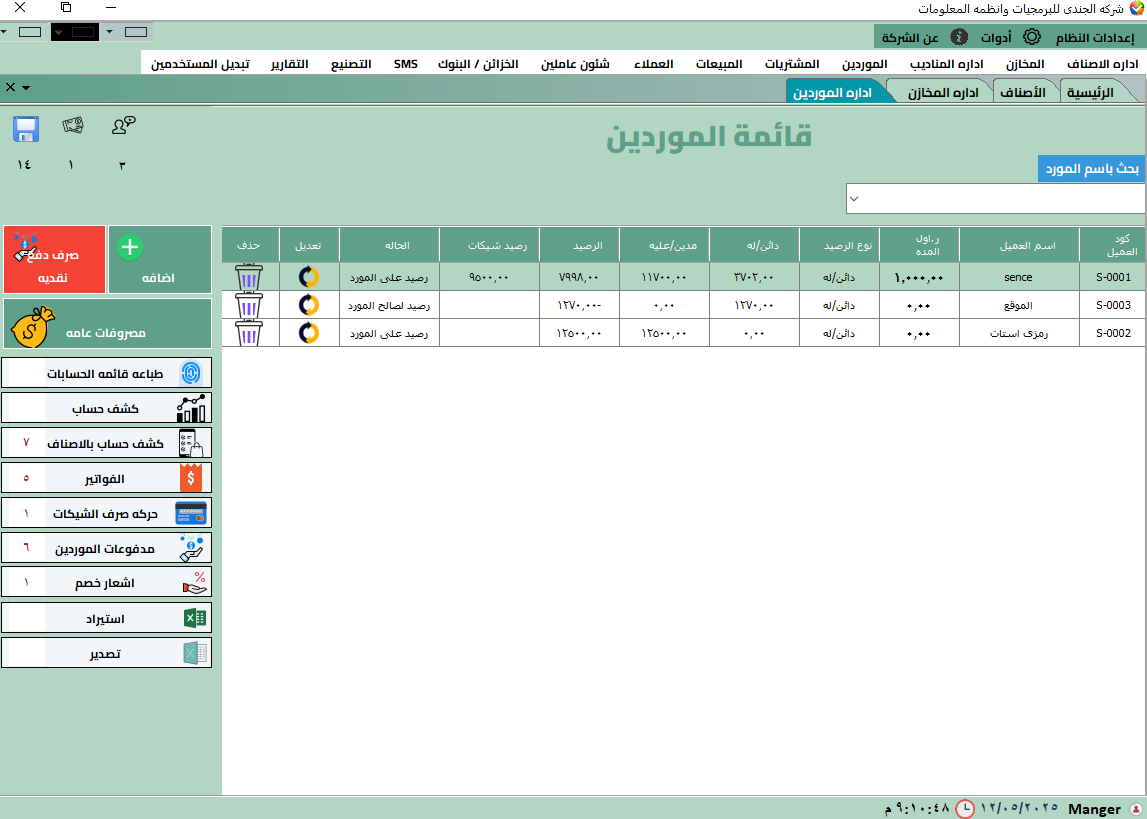 شركه الجندى للبرمجيات وانظمه المعلومات
إعدادات النظام أدوات عن الشركة
اداره الاصناف المخازن اداره المناديب الموردين المشتريات المبيعات العملاء شئون عاملين الخزائن / البنوك SMS التصنيع التقارير تبديل المستخدمين
الرئيسية الأصناف اداره المخازن اداره الموردين
١٤ ١ ٣
قائمة الموردين
بحث باسم المورد
صرف دفع نقديه
اضافه
مصروفات عامه
طباعه قائمه الحسابات
كشف حساب
كشف حساب بالاصناف ٧
الفواتير ٥
حركه صرف الشيكات ١
مدفوعات الموردين ٦
اشعار خصم ١
استيراد
تصدير
كود العميل اسم العميل ر.اول المده نوع الرصيد دائن/له مدين/عليه الرصيد رصيد شيكات الحاله تعديل حذف
S-0001 sence ١,٠٠٠,٠٠ دائن/له ٣٧٠٢,٠٠ ١١٧٠٠,٠٠ ٧٩٩٨,٠٠ ٩٥٠٠,٠٠ رصيد على المورد
S-0003 الموقع ٠,٠٠ دائن/له ١٢٧٠,٠٠ ٠,٠٠ ١٢٧٠,٠٠- رصيد لصالح المورد
S-0002 رمزى استات ٠,٠٠ دائن/له ٠,٠٠ ١٢٥٠٠,٠٠ ١٢٥٠٠,٠٠ رصيد على المورد
Manger ١٢/٠٥/٢٠٢٥ ٩:١٠:٤٨ م